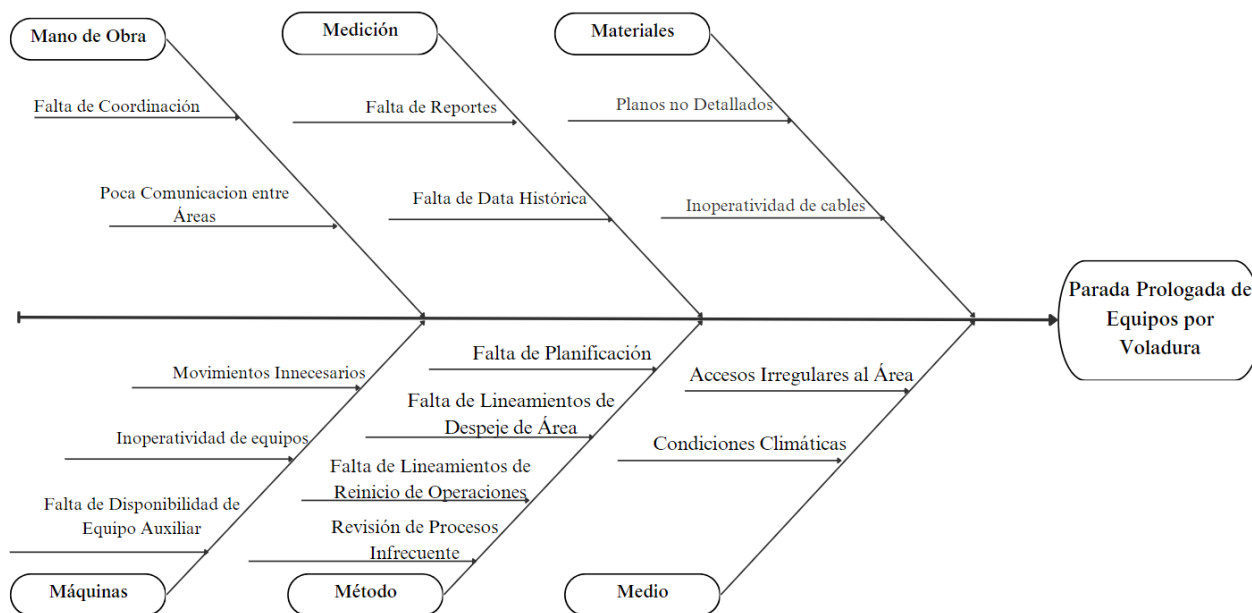 Mano de Obra
Medición
Materiales
Falta de Coordinación
Falta de Reportes
Planos no Detallados
Poca Comunicacion entre
Áreas
Falta de Data Histórica
Inoperatividad de cables
Parada Prologada de
Equipos por
Voladura
Movimientos Innecesarios
Inoperatividad de equipos
Falta de Disponibilidad de
Equipo Auxiliar
Falta de Planificación
Falta de Lineamientos de
Despeje de Área
Falta de Lineamientos de
Reinicio de Operaciones
Revisión de Procesos
Infrecuente
Accesos Irregulares al Área
Condiciones Climáticas
Máquinas
Método
Medio